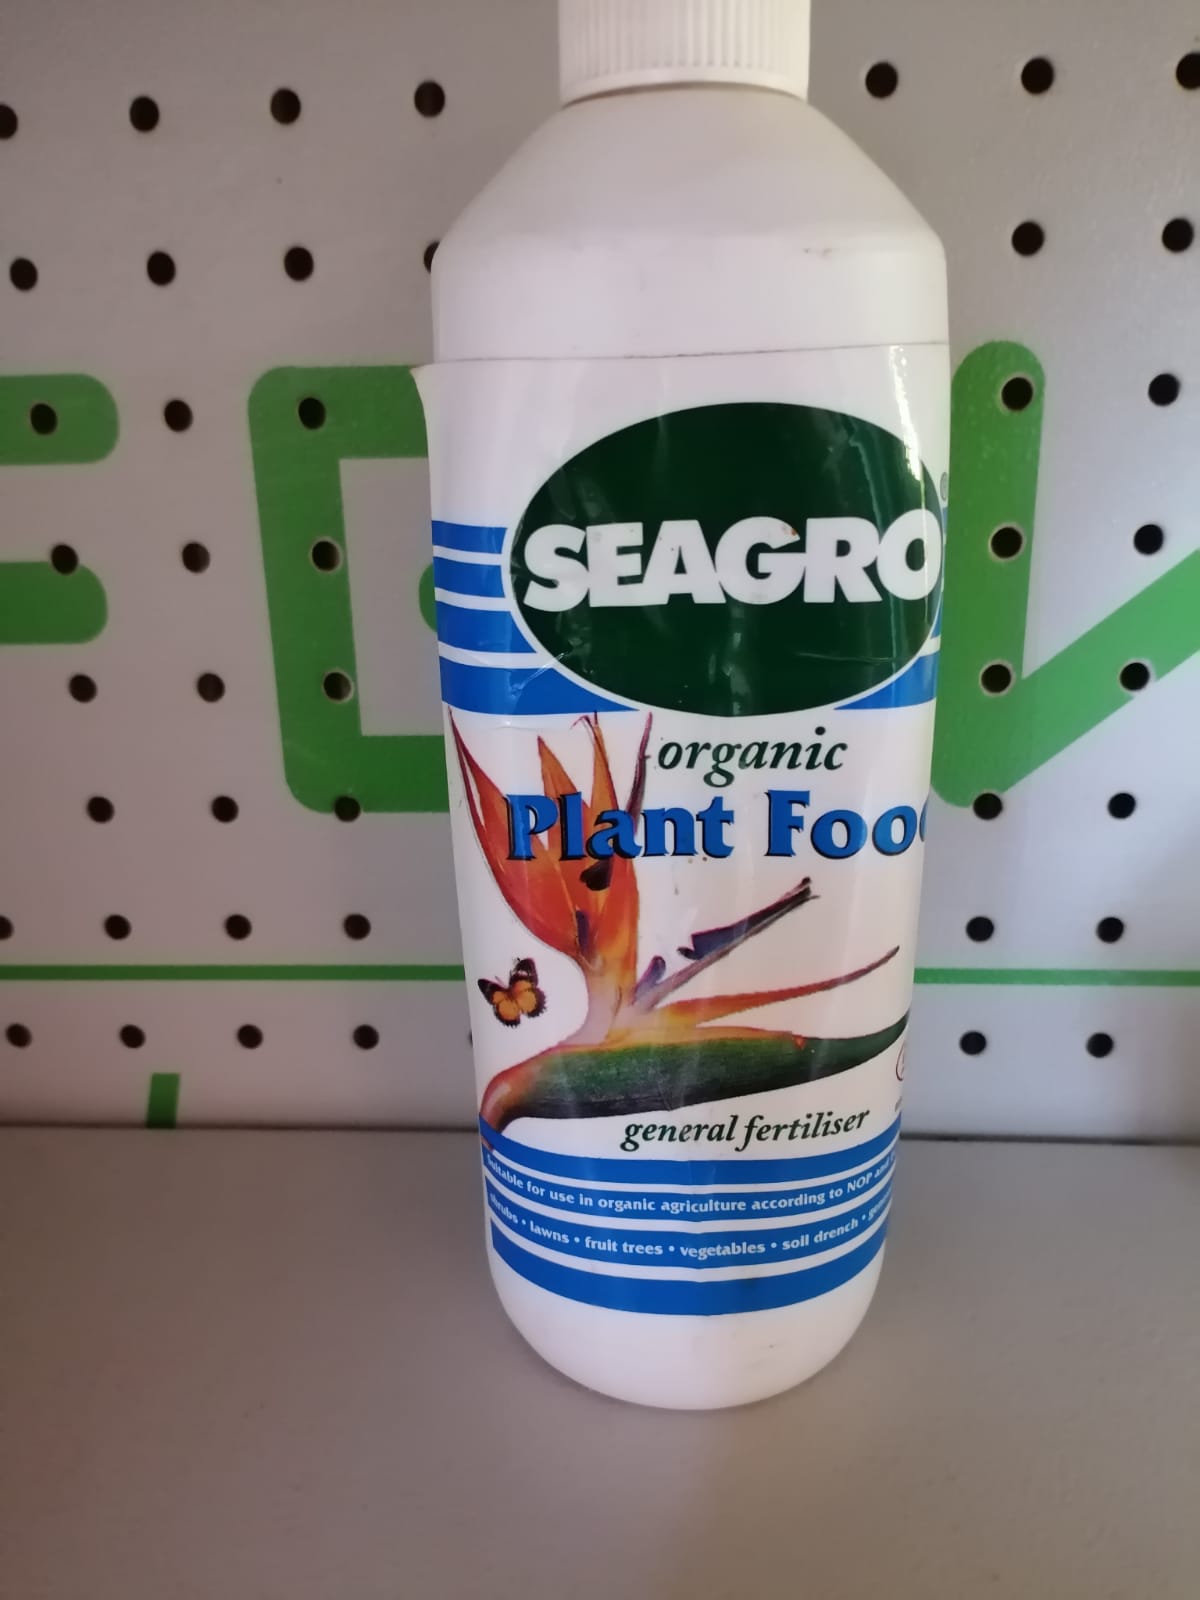 SEAGRO
organic
Plant Food
general fertiliser
Suitable for use in organic agriculture according to NOP and
shrubs • lawns • fruit trees • vegetables • soil drench •